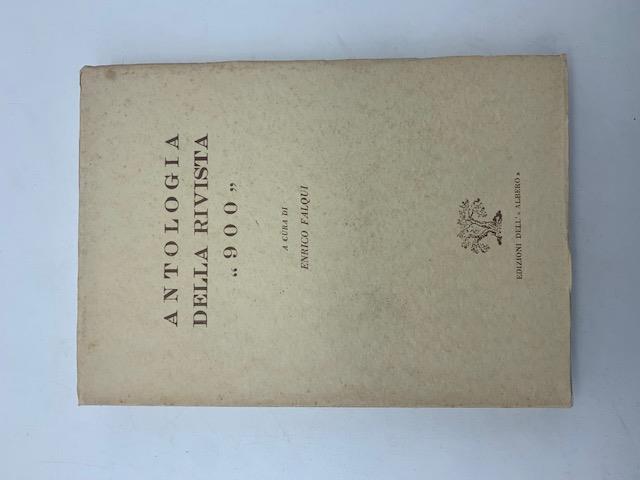 ANTOLOGIA
DELLA RIVISTA
“900”
A CURA DI
ENRICO FALQUI
EDIZIONI DELL'« ALBERO »